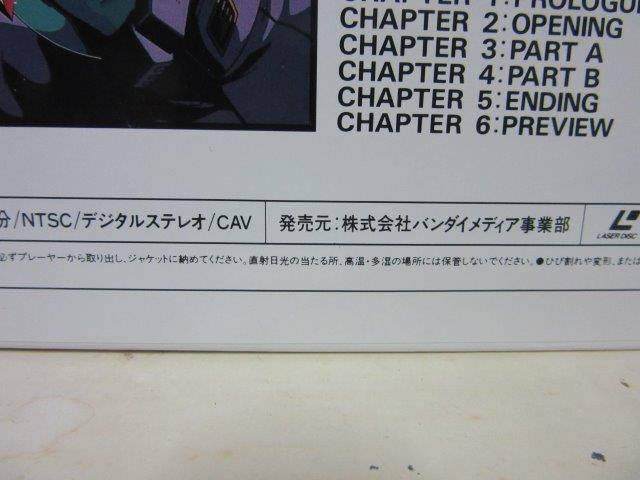 CHAPTER 1:PROLOGUE
CHAPTER 2:OPENING
CHAPTER 3:PART A
CHAPTER 4:PART B
CHAPTER 5:ENDING
CHAPTER 6:PREVIEW
分/NTSC/デジタルステレオ/CAV
発売元:株式会社バンダイメディア事業部
LASER DISC
必ずプレーヤーから取り出し、ジャケットに納めてください。直射日光の当たる所、高温・多湿の場所には保管しないでください。●ひび割れや変形、または